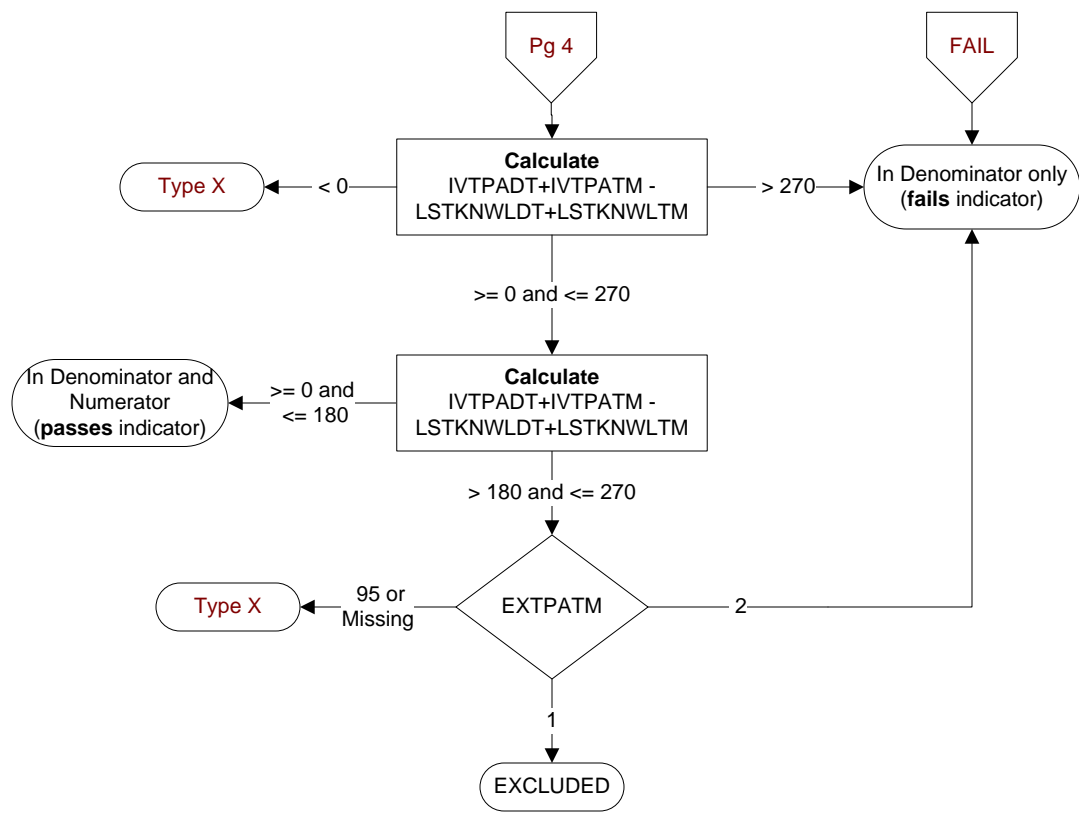 Pg 4
FAIL
Calculate
IVTPADT+IVTPATM -
LSTKNWLDT+LSTKNWLTM
Type X
< 0
> 270
In Denominator only
(fails indicator)
>= 0 and <= 270
In Denominator and
Numerator
(passes indicator)
>= 0 and
<= 180
Calculate
IVTPADT+IVTPATM -
LSTKNWLDT+LSTKNWLTM
> 180 and <= 270
Type X
95 or
Missing
EXTPATM
2
1
EXCLUDED